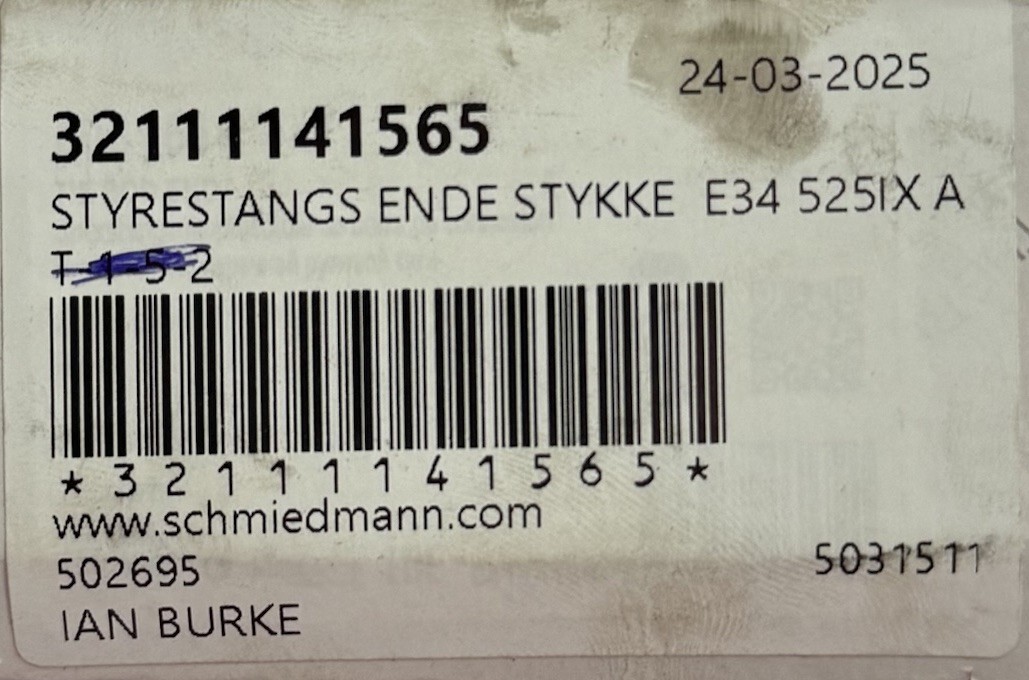 24-03-2025
32111141565
STYRESTANGS ENDE STYKKE E34 525IX A
T-1-5-2
*32111141565*
www.schmiedmann.com
502695
5031511
IAN BURKE